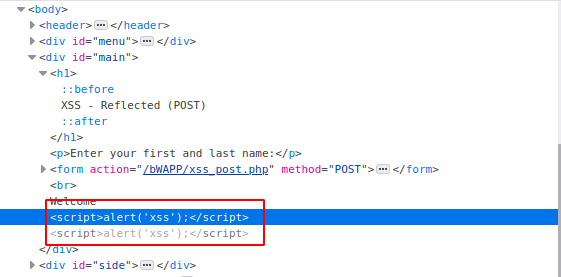 <body>
<header> ··· </header>
<div id="menu"> ··· </div>
<div id="main">
<h1>
::before
XSS - Reflected (POST)
::after
</h1>
<p>Enter your first and last name:</p>
<form action="/bWAPP/xss_post.php" method="POST"> ··· </form>
<br>
Welcome
<script>alert('xss');</script>
<script>alert('xss');</script>
</div>
<div id="side"> ··· </div>